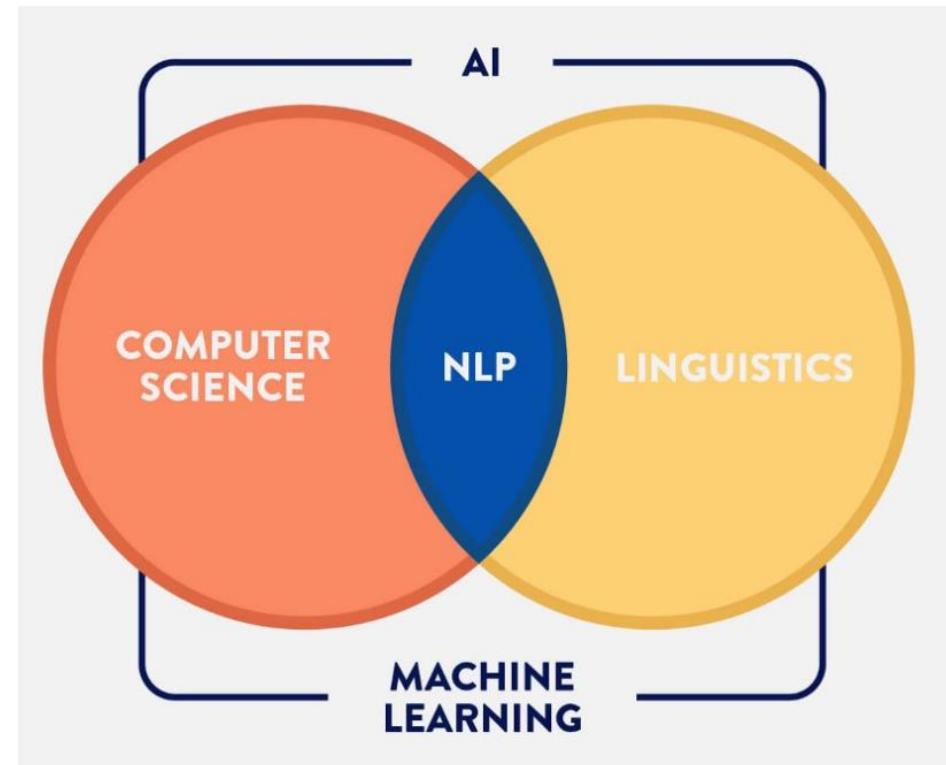 AI
COMPUTER
SCIENCE
NLP
LINGUISTICS
MACHINE
LEARNING